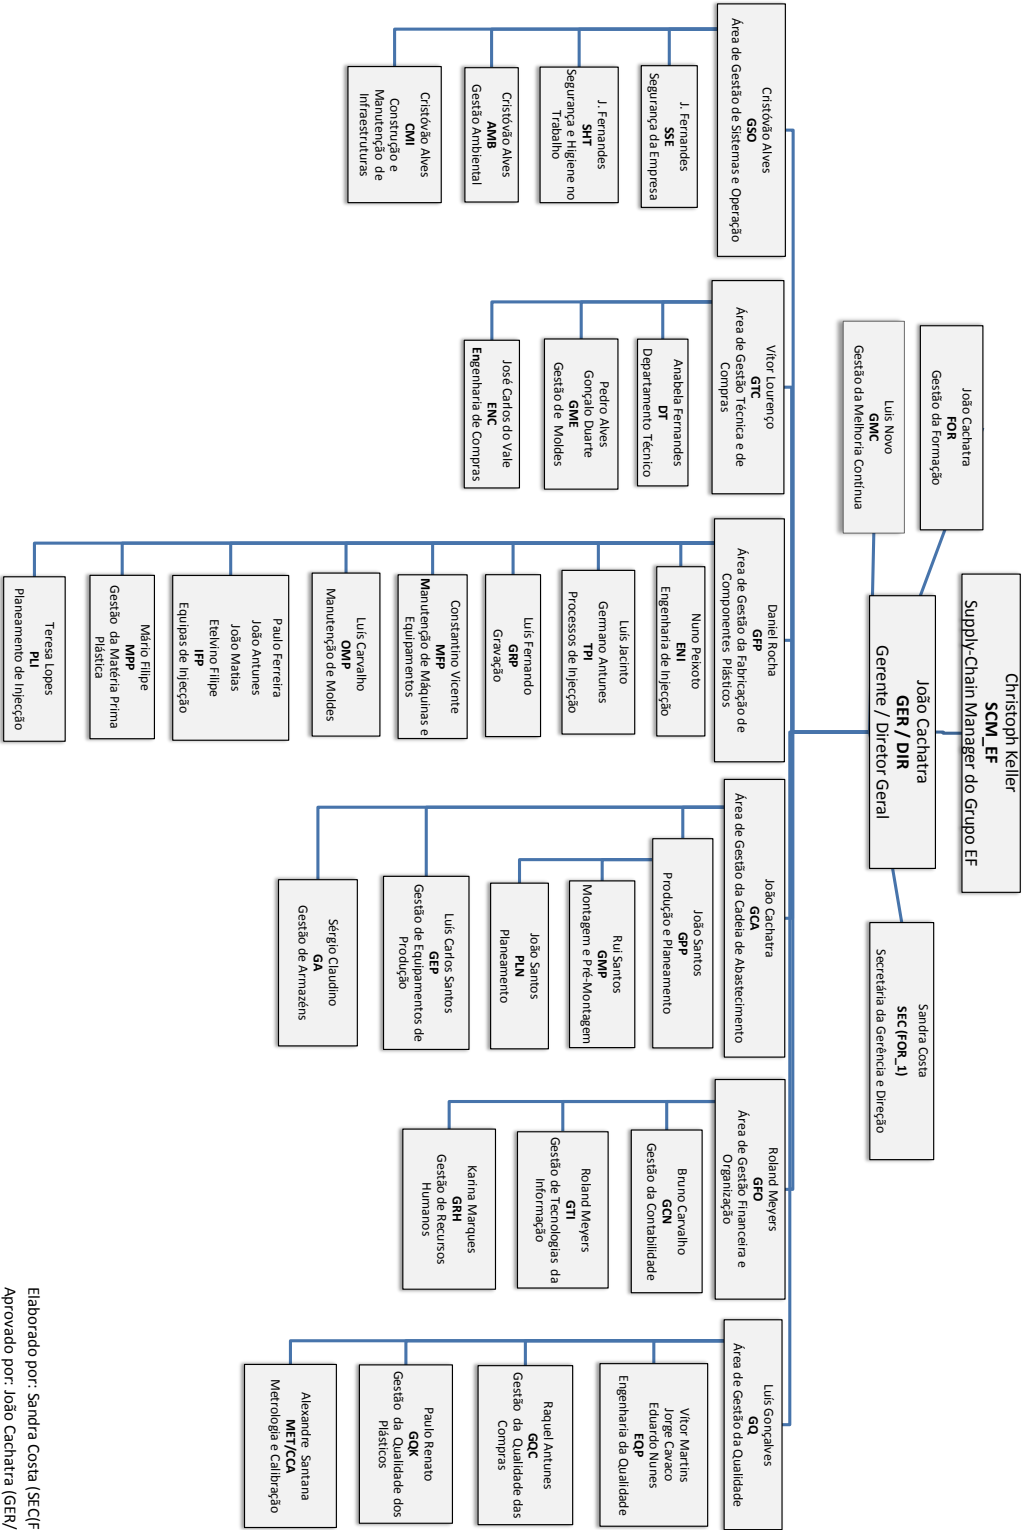 Christoph Keller
SCM_EF
Supply-Chain Manager do Grupo EF
João Cachatra
GER / DIR
Gerente / Diretor Geral
João Cachatra
FOR
Gestão da Formação
Luis Novo
GMC
Gestão da Melhoria Contínua
Sandra Costa
SEC (FOR_1)
Secretária da Gerência e Direção
Cristóvão Alves
GSO
Área de Gestão de Sistemas e Operação
J. Fernandes
SSE
Segurança da Empresa
J. Fernandes
SHT
Segurança e Higiene no
Trabalho
Cristóvão Alves
AMB
Gestão Ambiental
Cristóvão Alves
CMI
Construção e
Manutenção de
Infraestruturas
Vítor Lourenço
GTC
Área de Gestão Técnica e de
Compras
Anabela Fernandes
DT
Departamento Técnico
Pedro Alves
Gonçalo Duarte
GME
Gestão de Moldes
José Carlos do Vale
ENC
Engenharia de Compras
Daniel Rocha
GFP
Área de Gestão da Fabricação de
Componentes Plásticos
Nuno Peixoto
ENI
Engenharia de Injecção
Luís Jacinto
Germano Antunes
TPI
Processos de Injecção
Luís Fernando
GRP
Gravação
Constantino Vicente
MFP
Manutenção de Máquinas e
Equipamentos
Luís Carvalho
OMP
Manutenção de Moldes
Paulo Ferreira
João Antunes
João Matias
Etelvino Filipe
IFP
Equipas de Injecção
Mário Filipe
MPP
Gestão da Matéria Prima
Plástica
Teresa Lopes
PLI
Planeamento de Injecção
João Cachatra
GCA
Área de Gestão da Cadeia de Abastecimento
João Santos
GPP
Produção e Planeamento
Rui Santos
GMP
Montagem e Pré-Montagem
João Santos
PLN
Planeamento
Luís Carlos Santos
GEP
Gestão de Equipamentos de
Produção
Sérgio Claudino
GA
Gestão de Armazéns
Roland Meyers
GFO
Área de Gestão Financeira e
Organização
Bruno Carvalho
GCN
Gestão da Contabilidade
Roland Meyers
GTI
Gestão de Tecnologias da
Informação
Karina Marques
GRH
Gestão de Recursos
Humanos
Luís Gonçalves
GQ
Área de Gestão da Qualidade
Vítor Martins
Jorge Cavaco
Eduardo Nunes
EQP
Engenharia da Qualidade
Raquel Antunes
GQC
Gestão da Qualidade das
Compras
Paulo Renato
GQK
Gestão da Qualidade dos
Plásticos
Alexandre Santana
MET/CCA
Metrologia e Calibração
Elaborado por: Sandra Costa (SEC(F
Aprovado por: João Cachatra (GER/